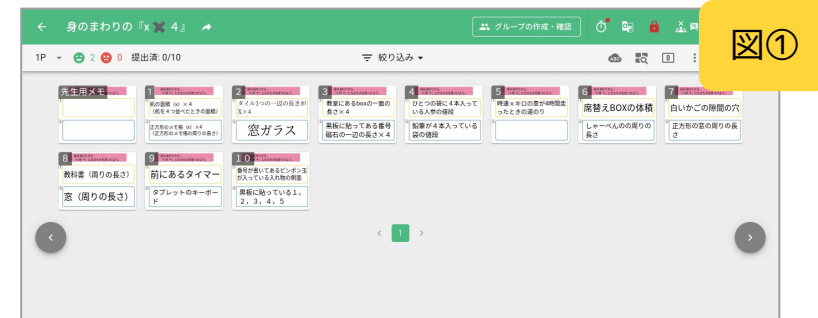 身のまわりの『x ✖ 4』
グループの作成・確認
図①
1P 2 0 提出済: 0/10
絞り込み
先生用メモ
1
机の面積（x）×4
（机を4つ並べたときの面積）
正方形のメモ帳（x）×4
（正方形のメモ帳の周りの長さ）
2
タイル1つの一辺の長さが
X×4
窓ガラス
3
教室にあるboxの一面の
長さ×4
黒板に貼ってある番号
磁石の一辺の長さ×4
4
ひとつの袋に4本入って
いる人参の値段
鉛筆が4本入っている
袋の値段
5
時速xキロの車が4時間走
ったときの道のり
6
席替えBOXの体積
しゃーぺんのの周りの
長さ
7
白いかごの隙間の穴
正方形の窓の周りの長
さ
8
教科書（周りの長さ）
窓（周りの長さ）
9
前にあるタイマー
タブレットのキーボー
ド
10
番号が書いてあるピンポン玉
が入っている入れ物の側面
黒板に貼っている1，
2，3，4，5
1